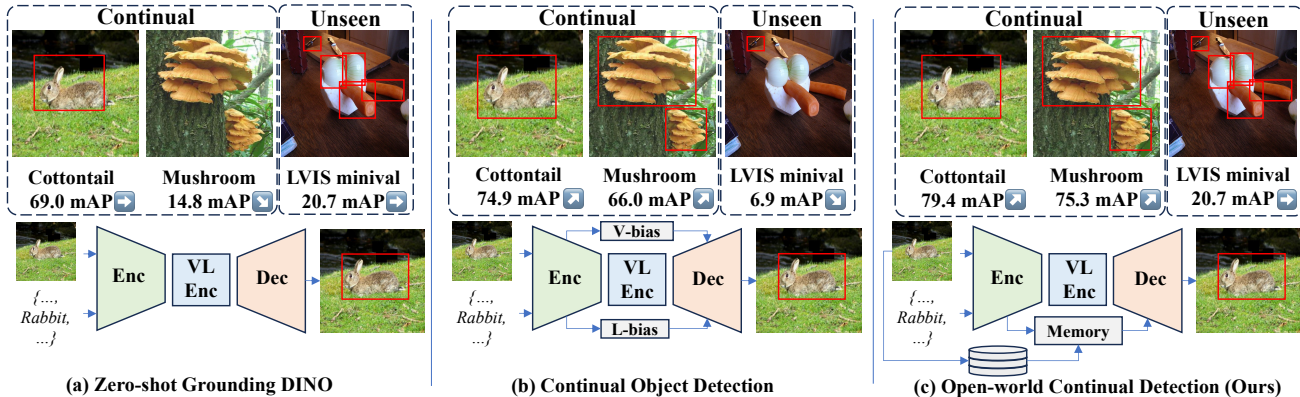 Continual
Unseen
Cottontail
69.0 mAP
Mushroom
14.8 mAP
LVIS minival
20.7 mAP
Enc
VL
Enc
Dec
{...,
Rabbit,
...}
(a) Zero-shot Grounding DINO
Continual
Unseen
Cottontail
74.9 mAP
Mushroom
66.0 mAP
LVIS minival
6.9 mAP
V-bias
Enc
VL
Enc
Dec
L-bias
{...,
Rabbit,
...}
(b) Continual Object Detection
Continual
Unseen
Cottontail
79.4 mAP
Mushroom
75.3 mAP
LVIS minival
20.7 mAP
Enc
VL
Enc
Dec
Memory
{...,
Rabbit,
...}
(c) Open-world Continual Detection (Ours)